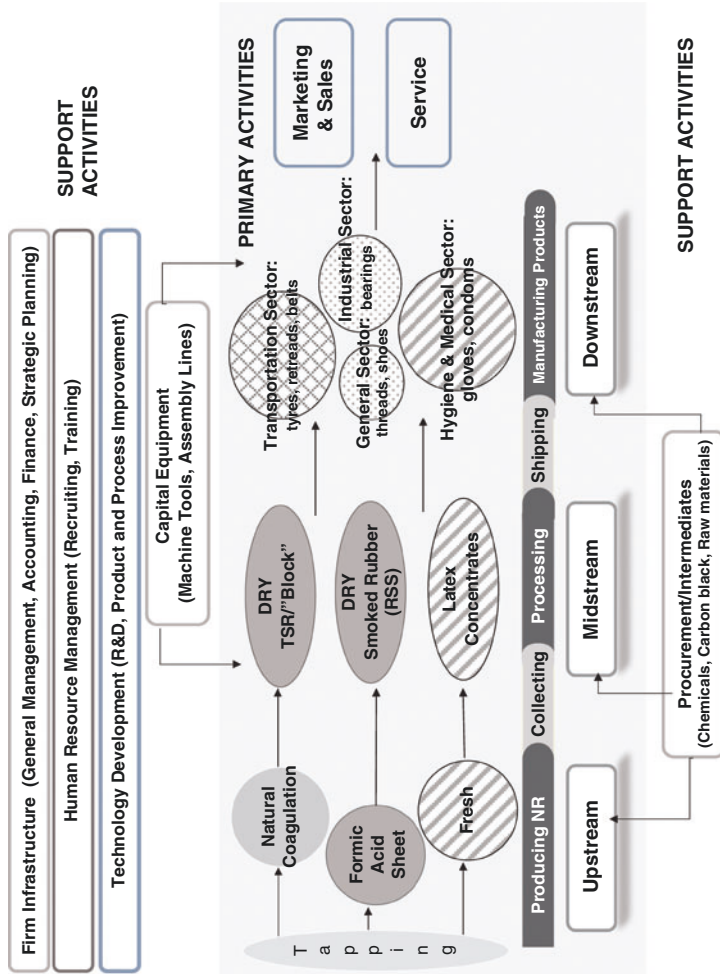 Firm Infrastructure (General Management, Accounting, Finance, Strategic Planning)
Human Resource Management (Recruiting, Training)
Technology Development (R&D, Product and Process Improvement)
SUPPORT
ACTIVITIES
Capital Equipment
(Machine Tools, Assembly Lines)
PRIMARY ACTIVITIES
Tapping
Natural
Coagulation
DRY
TSR/"Block"
Transportation Sector:
tyres, retreads, belts
Marketing
& Sales
Formic
Acid
Sheet
DRY
Smoked Rubber
(RSS)
General Sector:
threads, shoes
Industrial Sector:
bearings
Service
Fresh
Latex
Concentrates
Hygiene & Medical Sector:
gloves, condoms
Producing NR
Collecting
Processing
Shipping
Manufacturing Products
Upstream
Midstream
Downstream
Procurement/Intermediates
(Chemicals, Carbon black, Raw materials)
SUPPORT ACTIVITIES